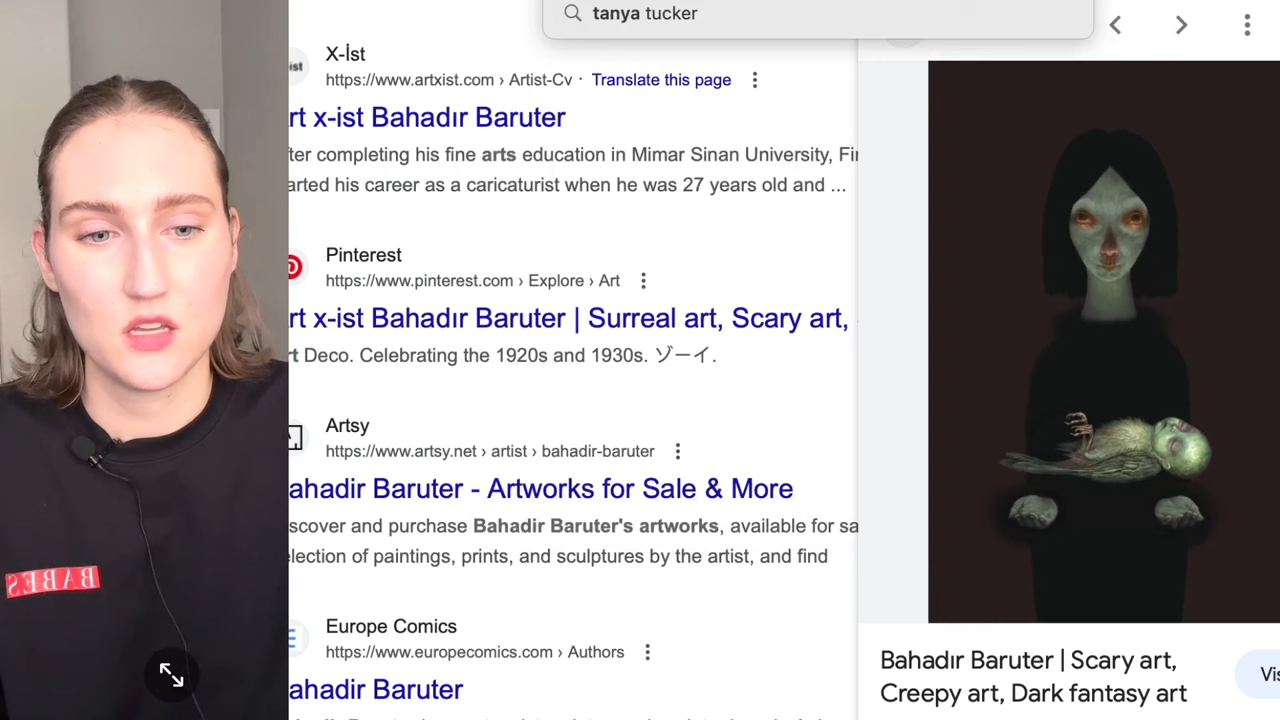 tanya tucker
X-İst
ist
https://www.artxist.com › Artist-Cv · Translate this page
rt x-ist Bahadır Baruter
ter completing his fine arts education in Mimar Sinan University, Fi
arted his career as a caricaturist when he was 27 years old and ...
Pinterest
https://www.pinterest.com › Explore › Art
rt x-ist Bahadır Baruter | Surreal art, Scary art,
rt Deco. Celebrating the 1920s and 1930s. ゾーイ.
Artsy
https://www.artsy.net › artist › bahadir-baruter
ahadir Baruter - Artworks for Sale & More
scover and purchase Bahadir Baruter's artworks, available for sa
lection of paintings, prints, and sculptures by the artist, and find
BABES
Europe Comics
https://www.europecomics.com › Authors
ahadir Baruter
Bahadır Baruter | Scary art,
Creepy art, Dark fantasy art
Vis